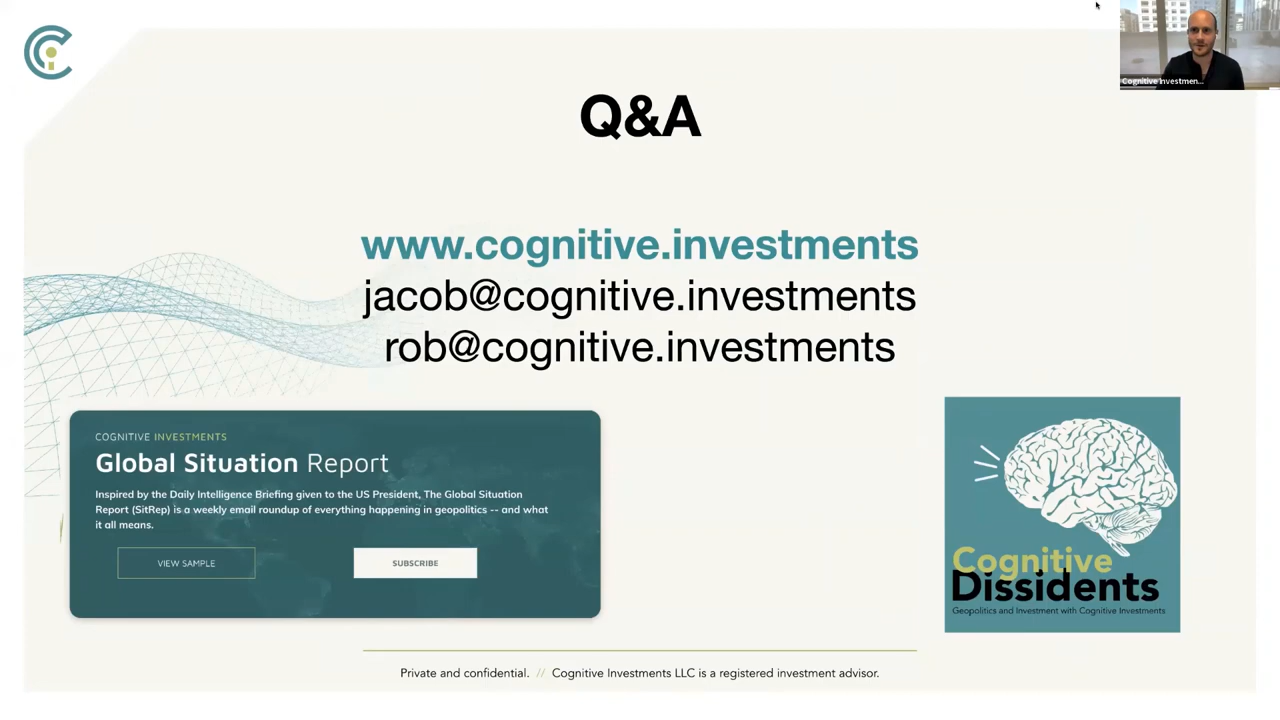 Cognitive Investmen...
Q&A
www.cognitive.investments
jacob@cognitive.investments
rob@cognitive.investments
COGNITIVE INVESTMENTS
Global Situation Report
Inspired by the Daily Intelligence Briefing given to the US President, The Global Situation
Report (SitRep) is a weekly email roundup of everything happening in geopolitics -- and what
it all means.
VIEW SAMPLE
SUBSCRIBE
Cognitive
Dissidents
Geopolitics and Investment with Cognitive Investments
Private and confidential. // Cognitive Investments LLC is a registered investment advisor.